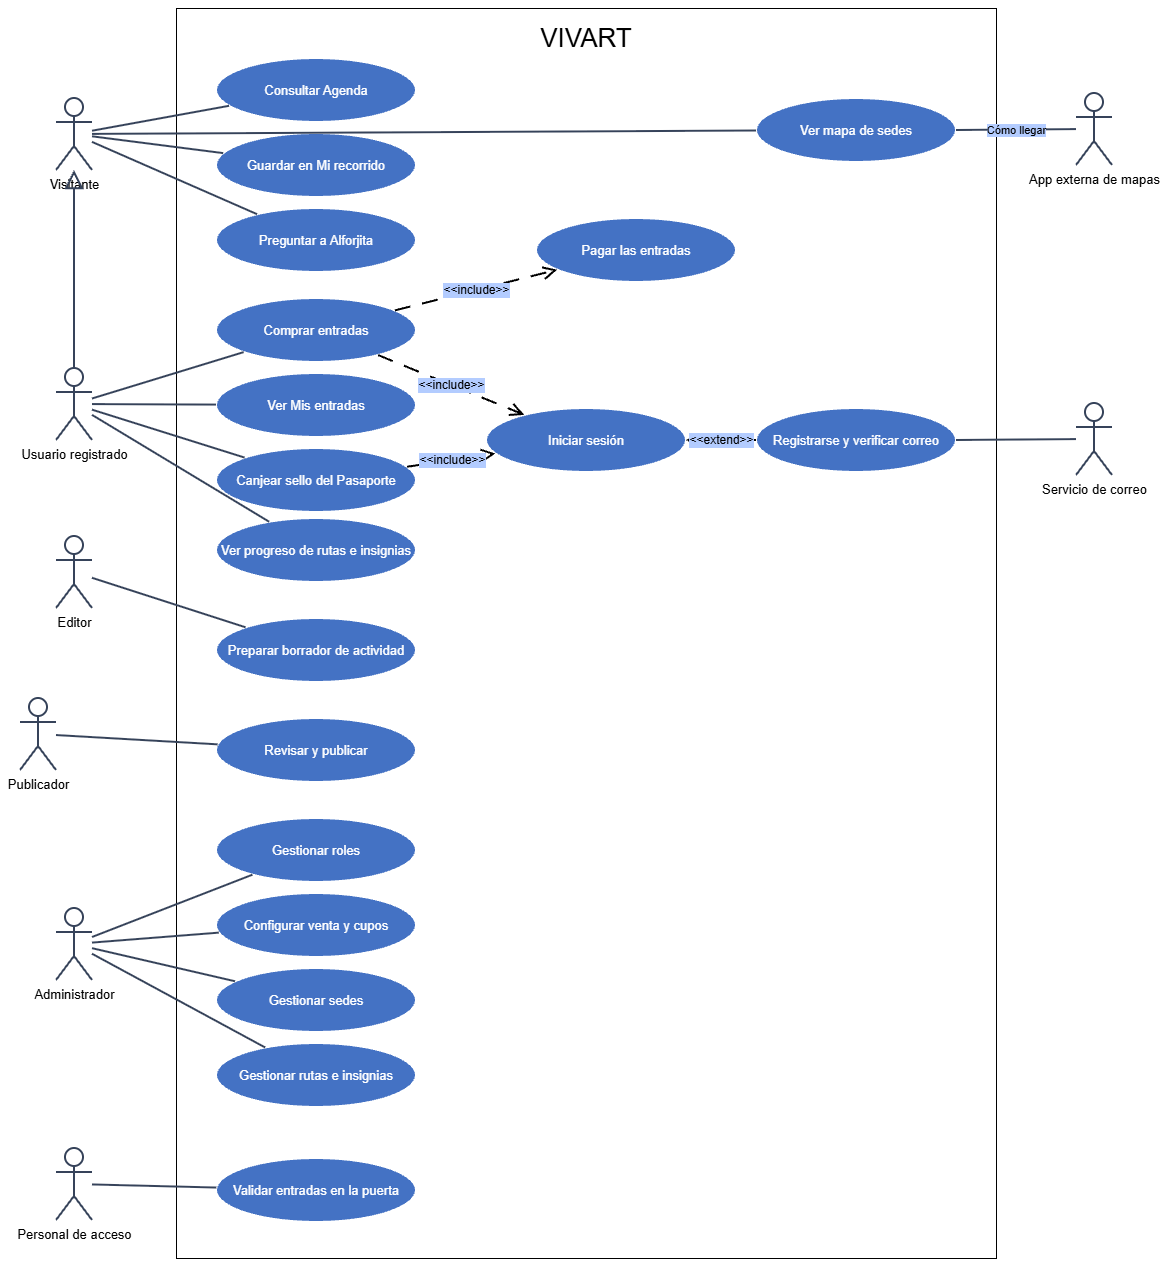 VIVART
Consultar Agenda
Ver mapa de sedes
Cómo llegar
App externa de mapas
Visitante
Guardar en Mi recorrido
Preguntar a Alforjita
Pagar las entradas
<<include>>
Comprar entradas
<<include>>
Ver Mis entradas
Usuario registrado
Iniciar sesión
<<extend>>
Registrarse y verificar correo
Servicio de correo
<<include>>
Canjear sello del Pasaporte
Ver progreso de rutas e insignias
Editor
Preparar borrador de actividad
Revisar y publicar
Publicador
Gestionar roles
Configurar venta y cupos
Administrador
Gestionar sedes
Gestionar rutas e insignias
Validar entradas en la puerta
Personal de acceso